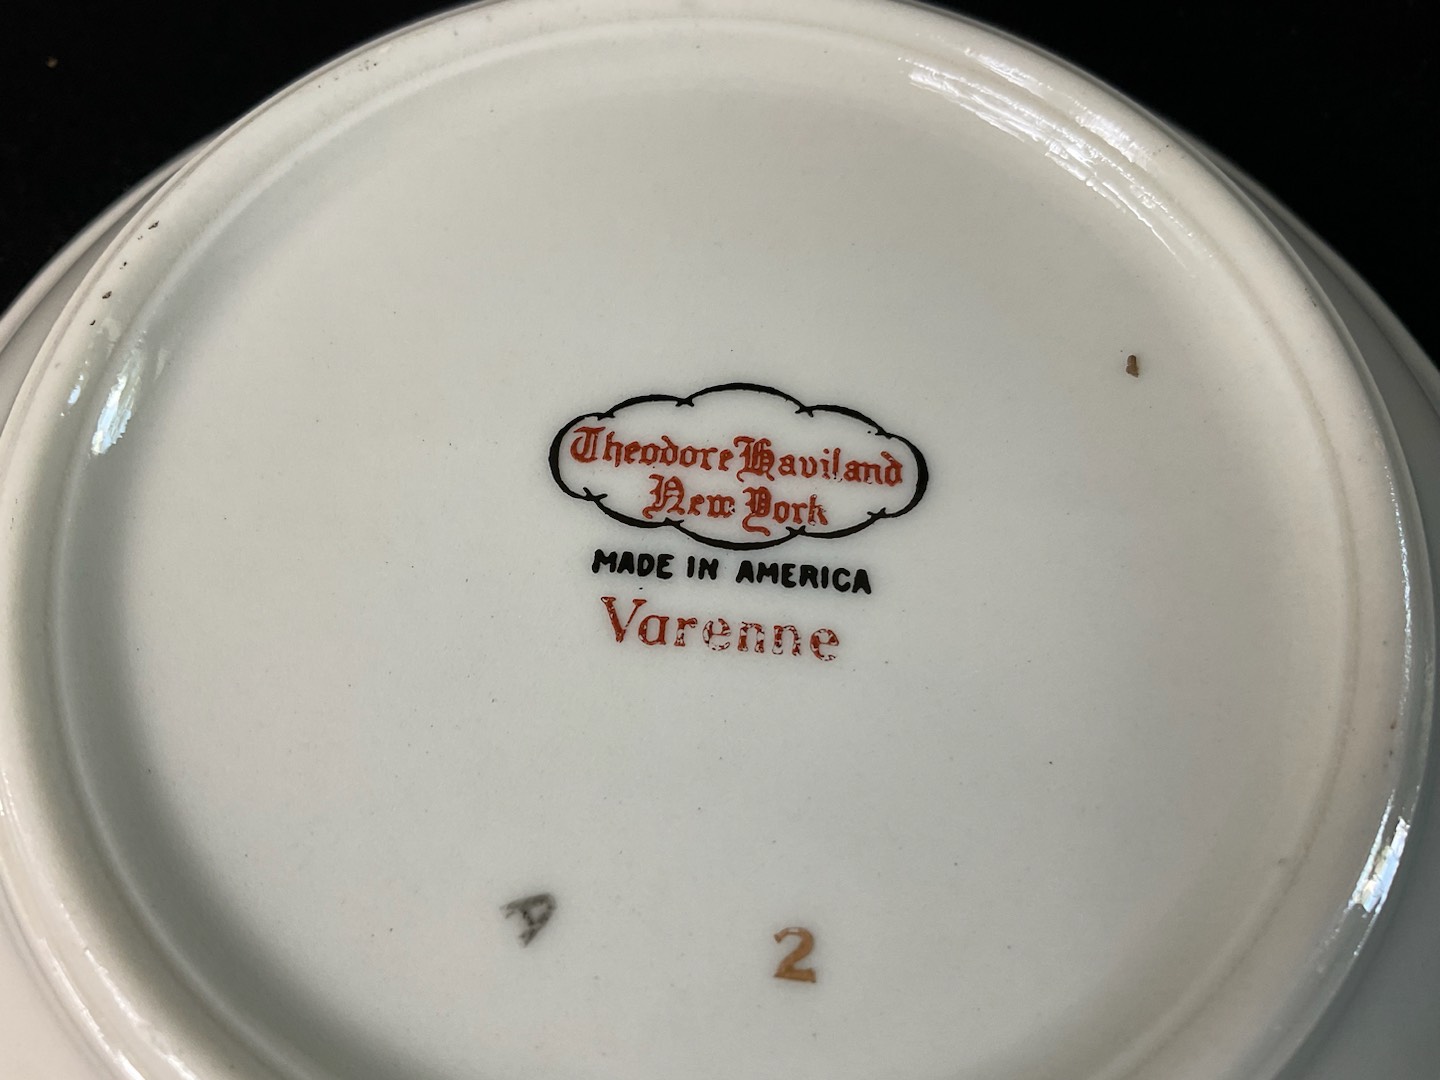 Theodore Haviland
New York
MADE IN AMERICA
Varenne
A
2